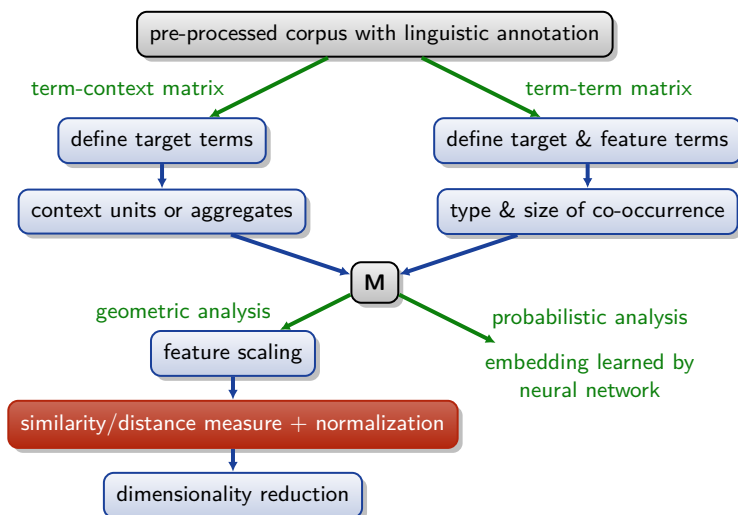 pre-processed corpus with linguistic annotation
term-context matrix
term-term matrix
define target terms
define target & feature terms
context units or aggregates
type & size of co-occurrence
M
geometric analysis
probabilistic analysis
feature scaling
embedding learned by
neural network
similarity/distance measure + normalization
dimensionality reduction